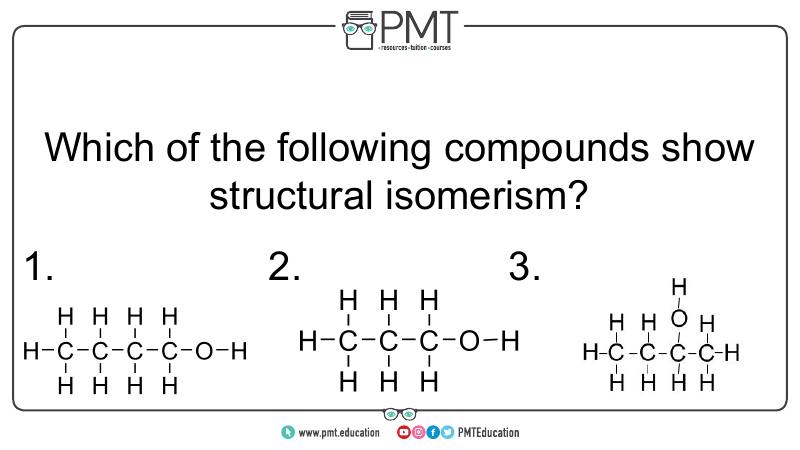 PMT
resources·tuition·courses
Which of the following compounds show
structural isomerism?
1. 2. 3.
H
H H H H H H H H H O H
H-C-C-C-C-O-H H-C-C-C-O-H H-C-C-C-C-H
H H H H H H H H H H H
www.pmt.education PMTEducation